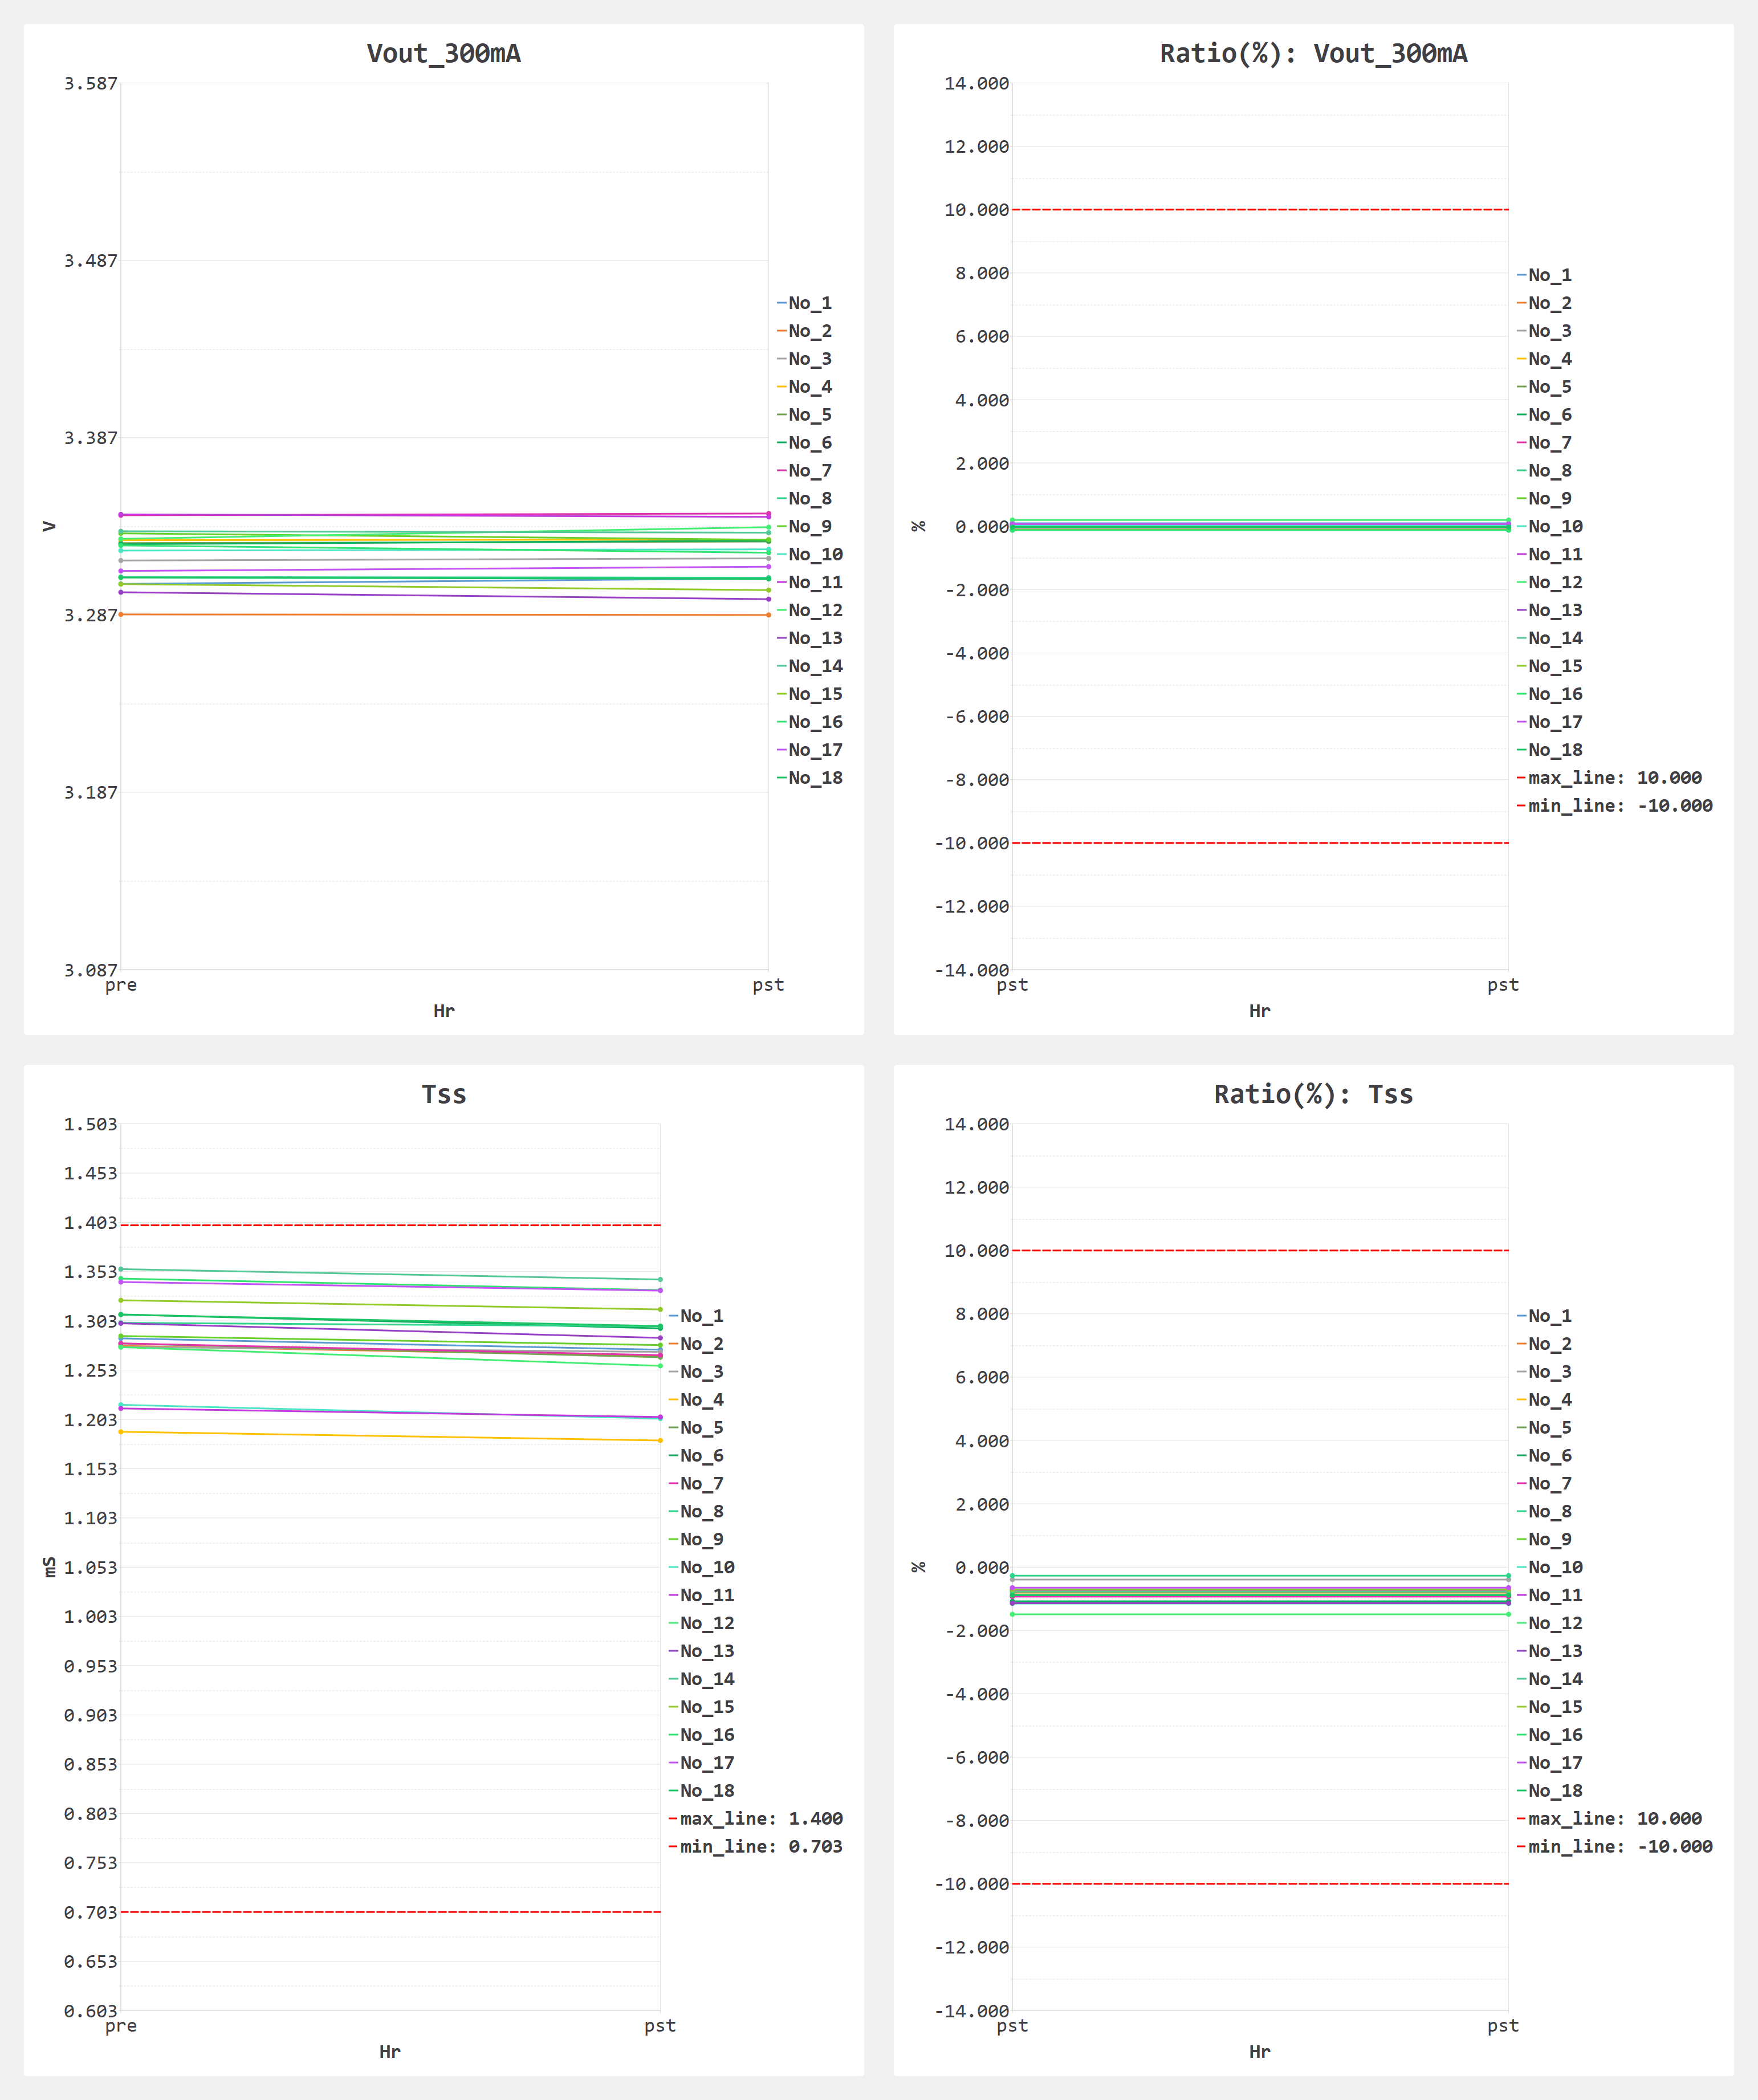 Vout_300mA
3.587
3.487
3.387
3.287
3.187
3.087
V
pre
pst
Hr
No_1
No_2
No_3
No_4
No_5
No_6
No_7
No_8
No_9
No_10
No_11
No_12
No_13
No_14
No_15
No_16
No_17
No_18
Ratio(%): Vout_300mA
14.000
12.000
10.000
8.000
6.000
4.000
2.000
0.000
-2.000
-4.000
-6.000
-8.000
-10.000
-12.000
-14.000
%
pst
pst
Hr
No_1
No_2
No_3
No_4
No_5
No_6
No_7
No_8
No_9
No_10
No_11
No_12
No_13
No_14
No_15
No_16
No_17
No_18
max_line: 10.000
min_line: -10.000
Tss
1.503
1.453
1.403
1.353
1.303
1.253
1.203
1.153
1.103
1.053
1.003
0.953
0.903
0.853
0.803
0.753
0.703
0.653
0.603
mS
pre
pst
Hr
No_1
No_2
No_3
No_4
No_5
No_6
No_7
No_8
No_9
No_10
No_11
No_12
No_13
No_14
No_15
No_16
No_17
No_18
max_line: 1.400
min_line: 0.703
Ratio(%): Tss
14.000
12.000
10.000
8.000
6.000
4.000
2.000
0.000
-2.000
-4.000
-6.000
-8.000
-10.000
-12.000
-14.000
%
pst
pst
Hr
No_1
No_2
No_3
No_4
No_5
No_6
No_7
No_8
No_9
No_10
No_11
No_12
No_13
No_14
No_15
No_16
No_17
No_18
max_line: 10.000
min_line: -10.000